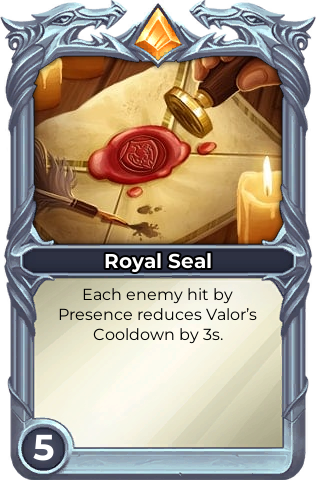 Royal Seal
Each enemy hit by
Presence reduces Valor's
Cooldown by 3s.
5